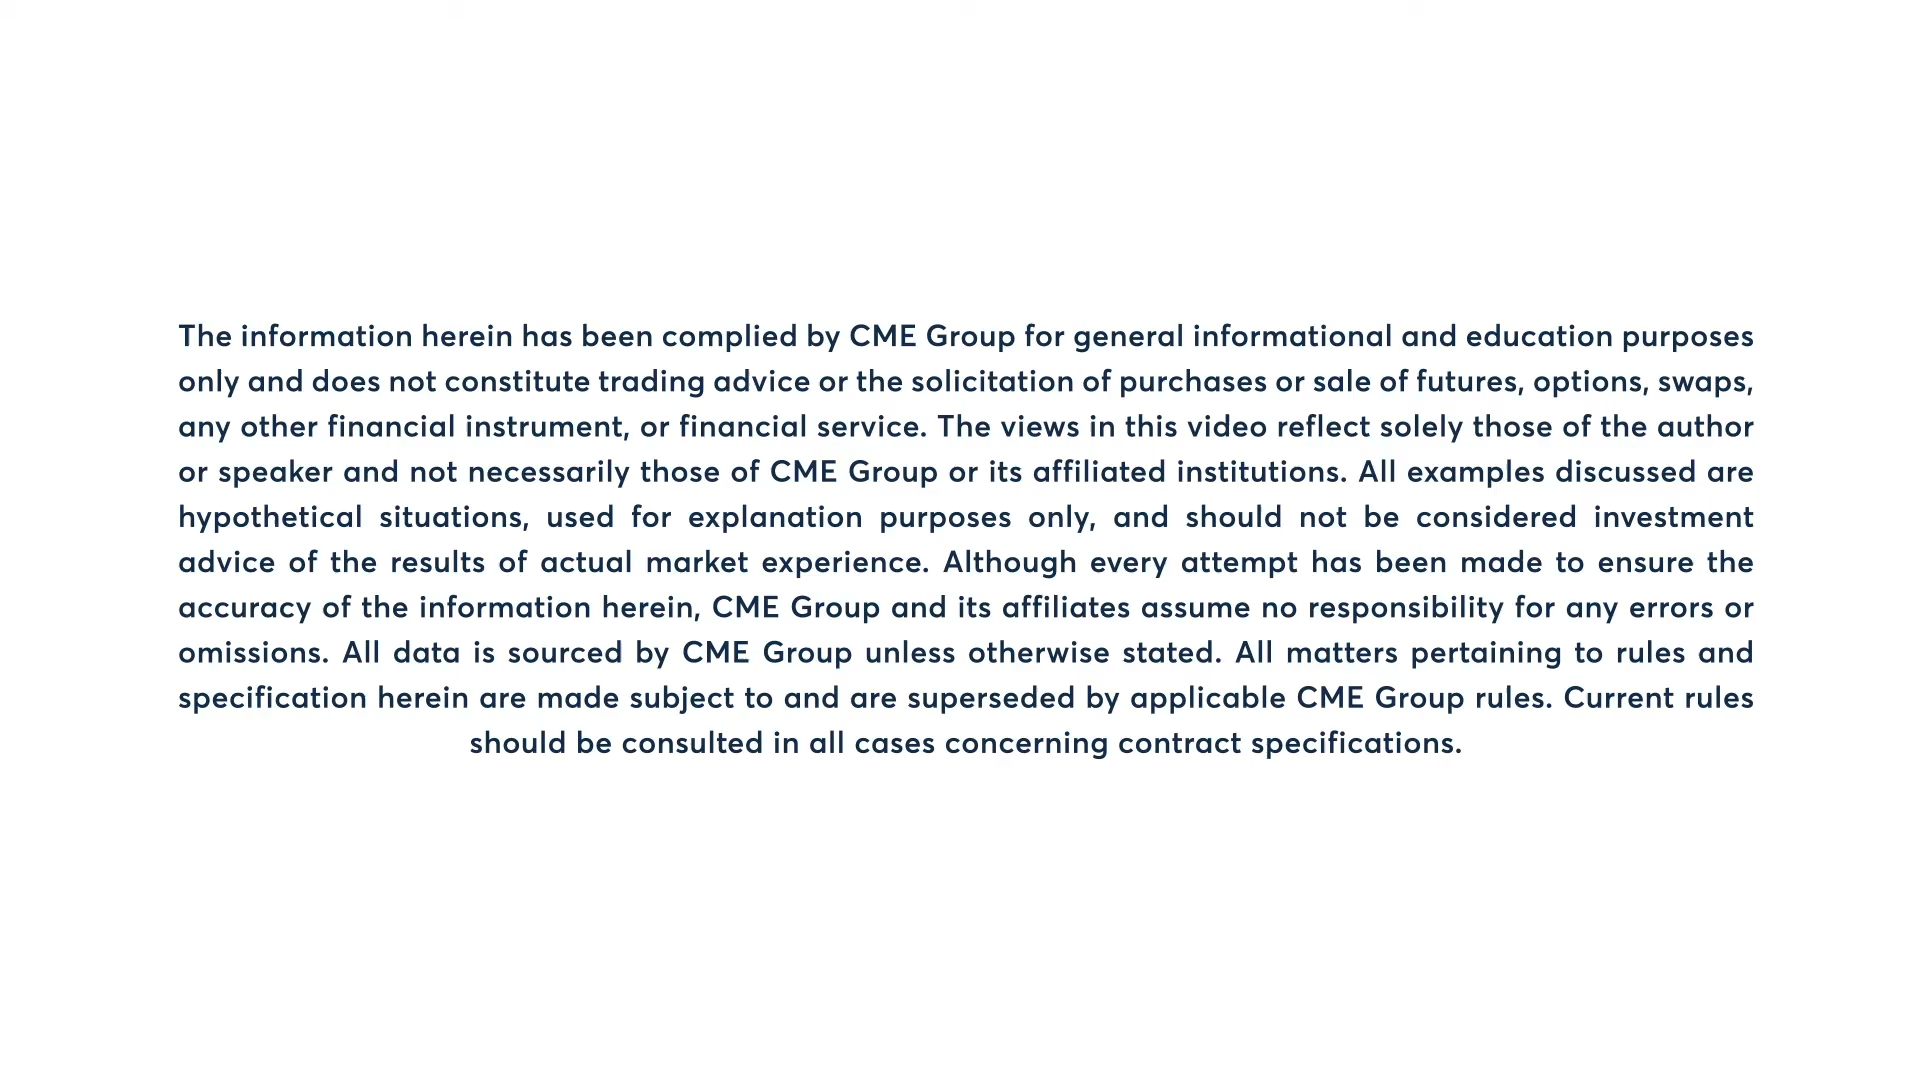 The information herein has been complied by CME Group for general informational and education purposes
only and does not constitute trading advice or the solicitation of purchases or sale of futures, options, swaps,
any other financial instrument, or financial service. The views in this video reflect solely those of the author
or speaker and not necessarily those of CME Group or its affiliated institutions. All examples discussed are
hypothetical situations, used for explanation purposes only, and should not be considered investment
advice of the results of actual market experience. Although every attempt has been made to ensure the
accuracy of the information herein, CME Group and its affiliates assume no responsibility for any errors or
omissions. All data is sourced by CME Group unless otherwise stated. All matters pertaining to rules and
specification herein are made subject to and are superseded by applicable CME Group rules. Current rules
should be consulted in all cases concerning contract specifications.